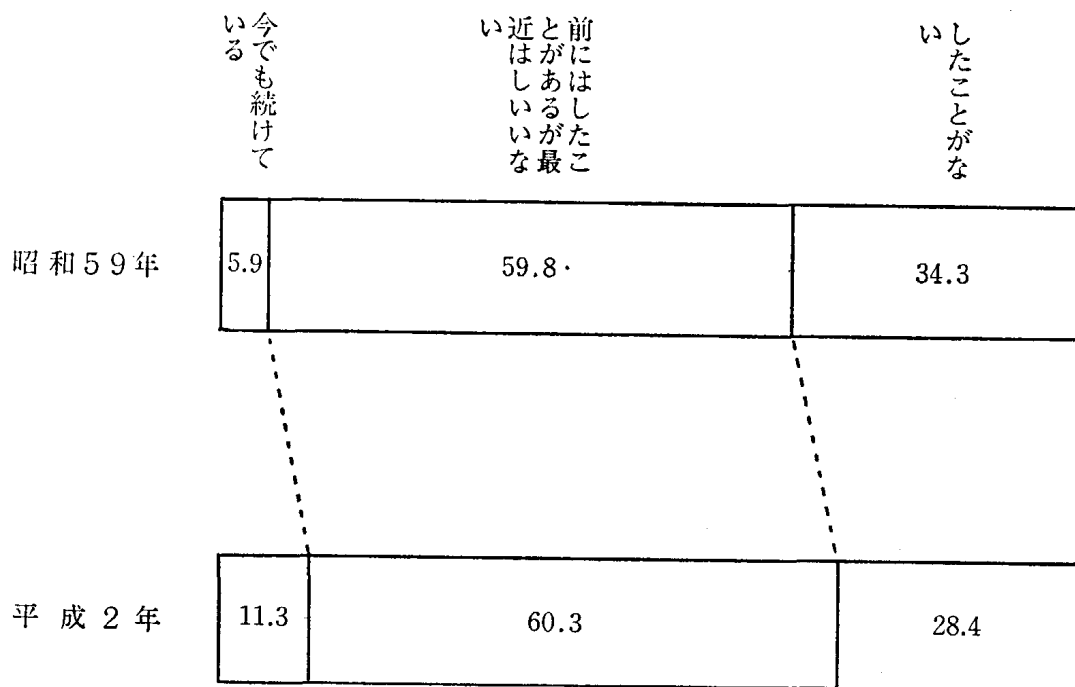 今でも続けて
いる
前にはしたこ
とがあるが最
近はしいいな
い
したことがな
い
昭和59年
5.9
59.8
34.3
平成2年
11.3
60.3
28.4